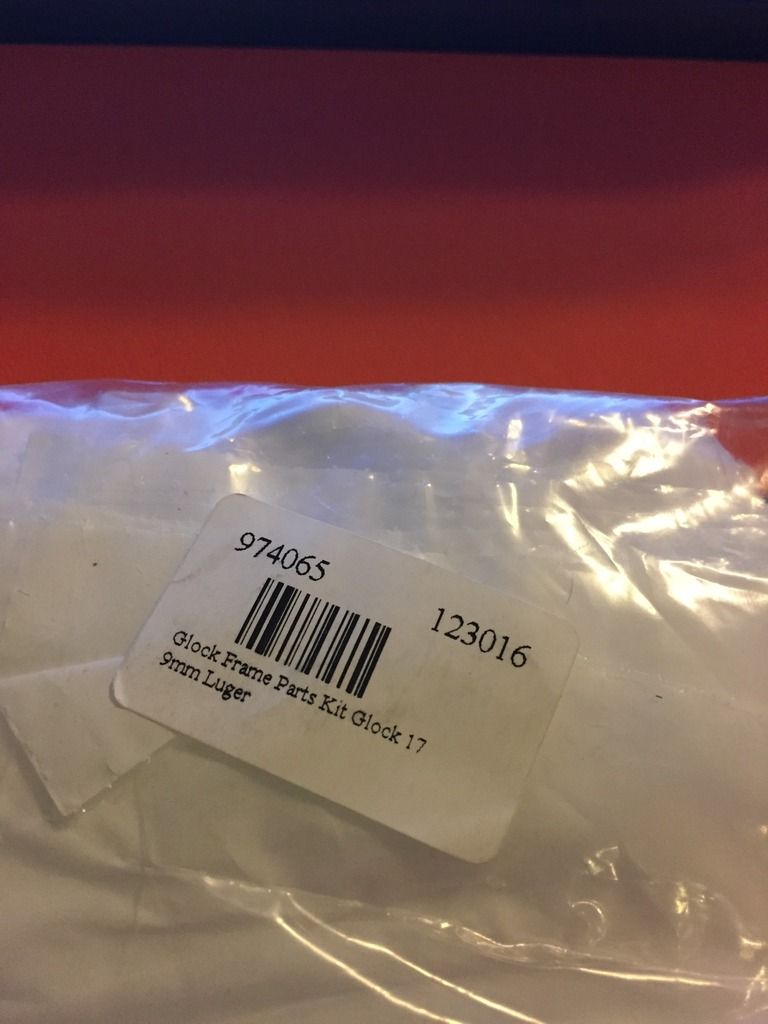 974065
123016
Glock Frame Parts Kit Glock 17
9mm Luger